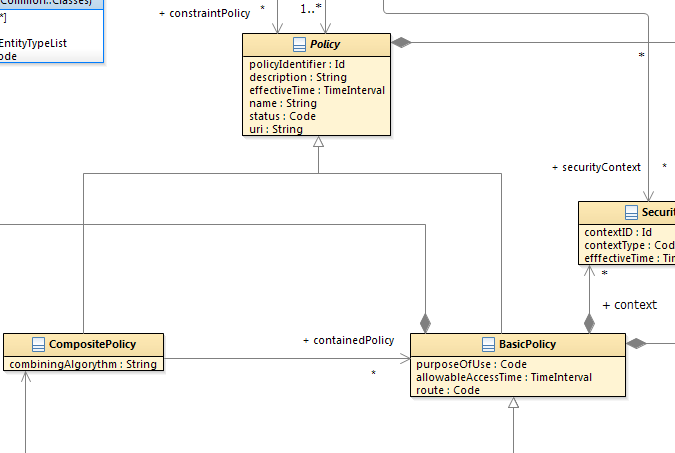 Common::Classes)
*]
EntityTypeList
ode
+ constraintPolicy
*
1..*
Policy
policyIdentifier : Id
description : String
effectiveTime : TimeInterval
name : String
status : Code
uri : String
*
+ securityContext
*
Securit
contextID : Id
contextType : Cod
efffectiveTime : Tin
*
+ context
CompositePolicy
combiningAlgorythm : String
+ containedPolicy
*
BasicPolicy
purposeOfUse : Code
allowableAccessTime : TimeInterval
route : Code